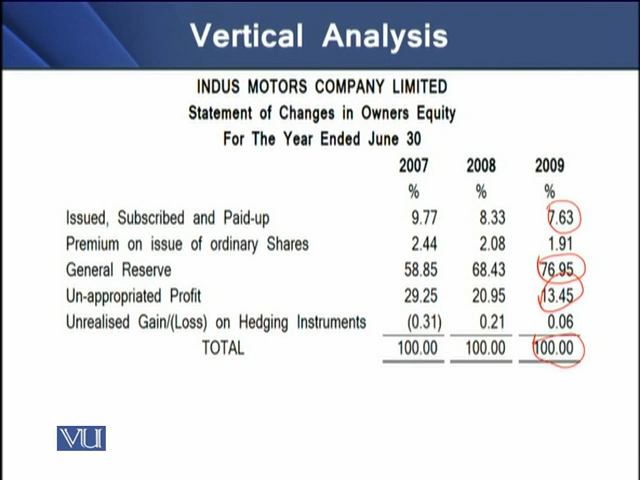 Vertical Analysis
INDUS MOTORS COMPANY LIMITED
Statement of Changes in Owners Equity
For The Year Ended June 30
2007 2008 2009
% % %
Issued, Subscribed and Paid-up 9.77 8.33 7.63
Premium on issue of ordinary Shares 2.44 2.08 1.91
General Reserve 58.85 68.43 76.95
Un-appropriated Profit 29.25 20.95 13.45
Unrealised Gain/(Loss) on Hedging Instruments (0.31) 0.21 0.06
TOTAL 100.00 100.00 100.00
VU